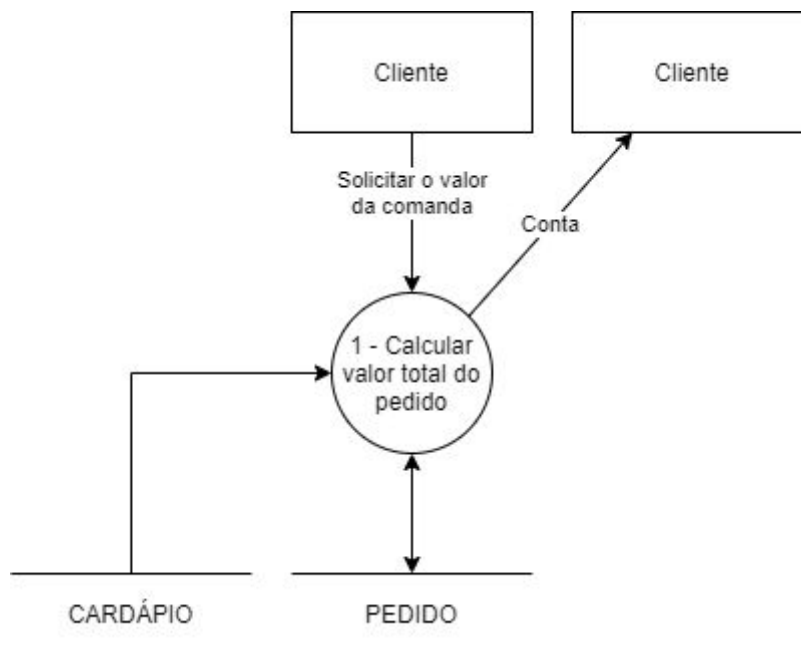 Cliente
Cliente
Solicitar o valor
da comanda
Conta
1 - Calcular
valor total do
pedido
CARDÁPIO
PEDIDO